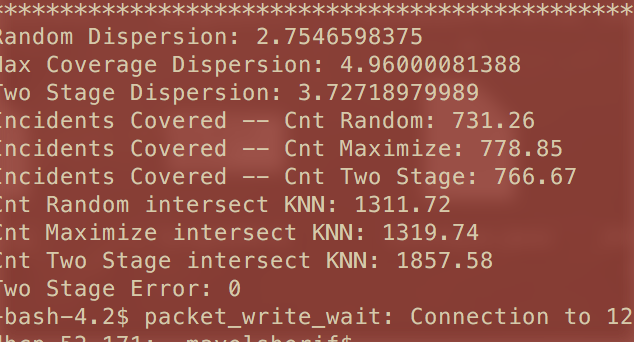 *********************************************
Random Dispersion: 2.7546598375
Max Coverage Dispersion: 4.96000081388
Two Stage Dispersion: 3.72718979989
Incidents Covered -- Cnt Random: 731.26
Incidents Covered -- Cnt Maximize: 778.85
Incidents Covered -- Cnt Two Stage: 766.67
Cnt Random intersect KNN: 1311.72
Cnt Maximize intersect KNN: 1319.74
Cnt Two Stage intersect KNN: 1857.58
Two Stage Error: 0
-bash-4.2$ packet_write_wait: Connection to 12